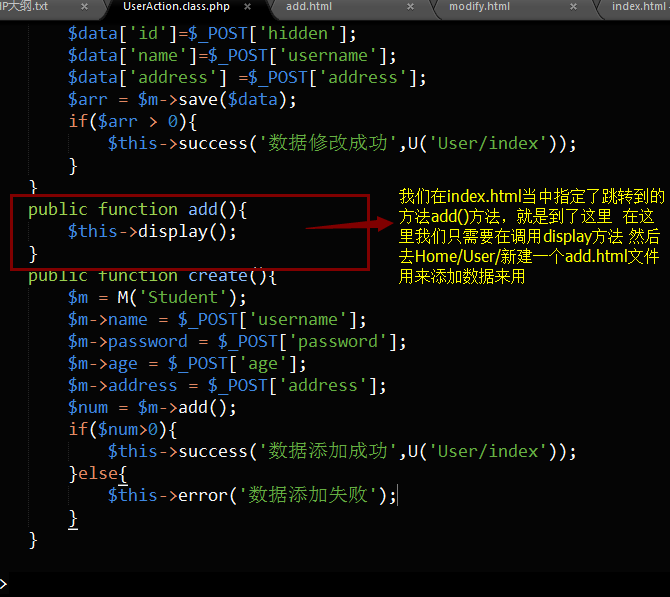 IP大纲.txt × UserAction.class.php × add.html × modify.html × index.html
$data['id']=$_POST['hidden'];
$data['name']=$_POST['username'];
$data['address'] =$_POST['address'];
$arr = $m->save($data);
if($arr > 0){
$this->success('数据修改成功',U('User/index'));
}
}
public function add(){
$this->display();
}
我们在index.html当中指定了跳转到的
方法add()方法，就是到了这里 在这
里我们只需要在调用display方法 然后
去Home/User/新建一个add.html文件
用来添加数据来用
public function create(){
$m = M('Student');
$m->name = $_POST['username'];
$m->password = $_POST['password'];
$m->age = $_POST['age'];
$m->address = $_POST['address'];
$num = $m->add();
if($num>0){
$this->success('数据添加成功',U('User/index'));
}else{
$this->error('数据添加失败');
}
}
>